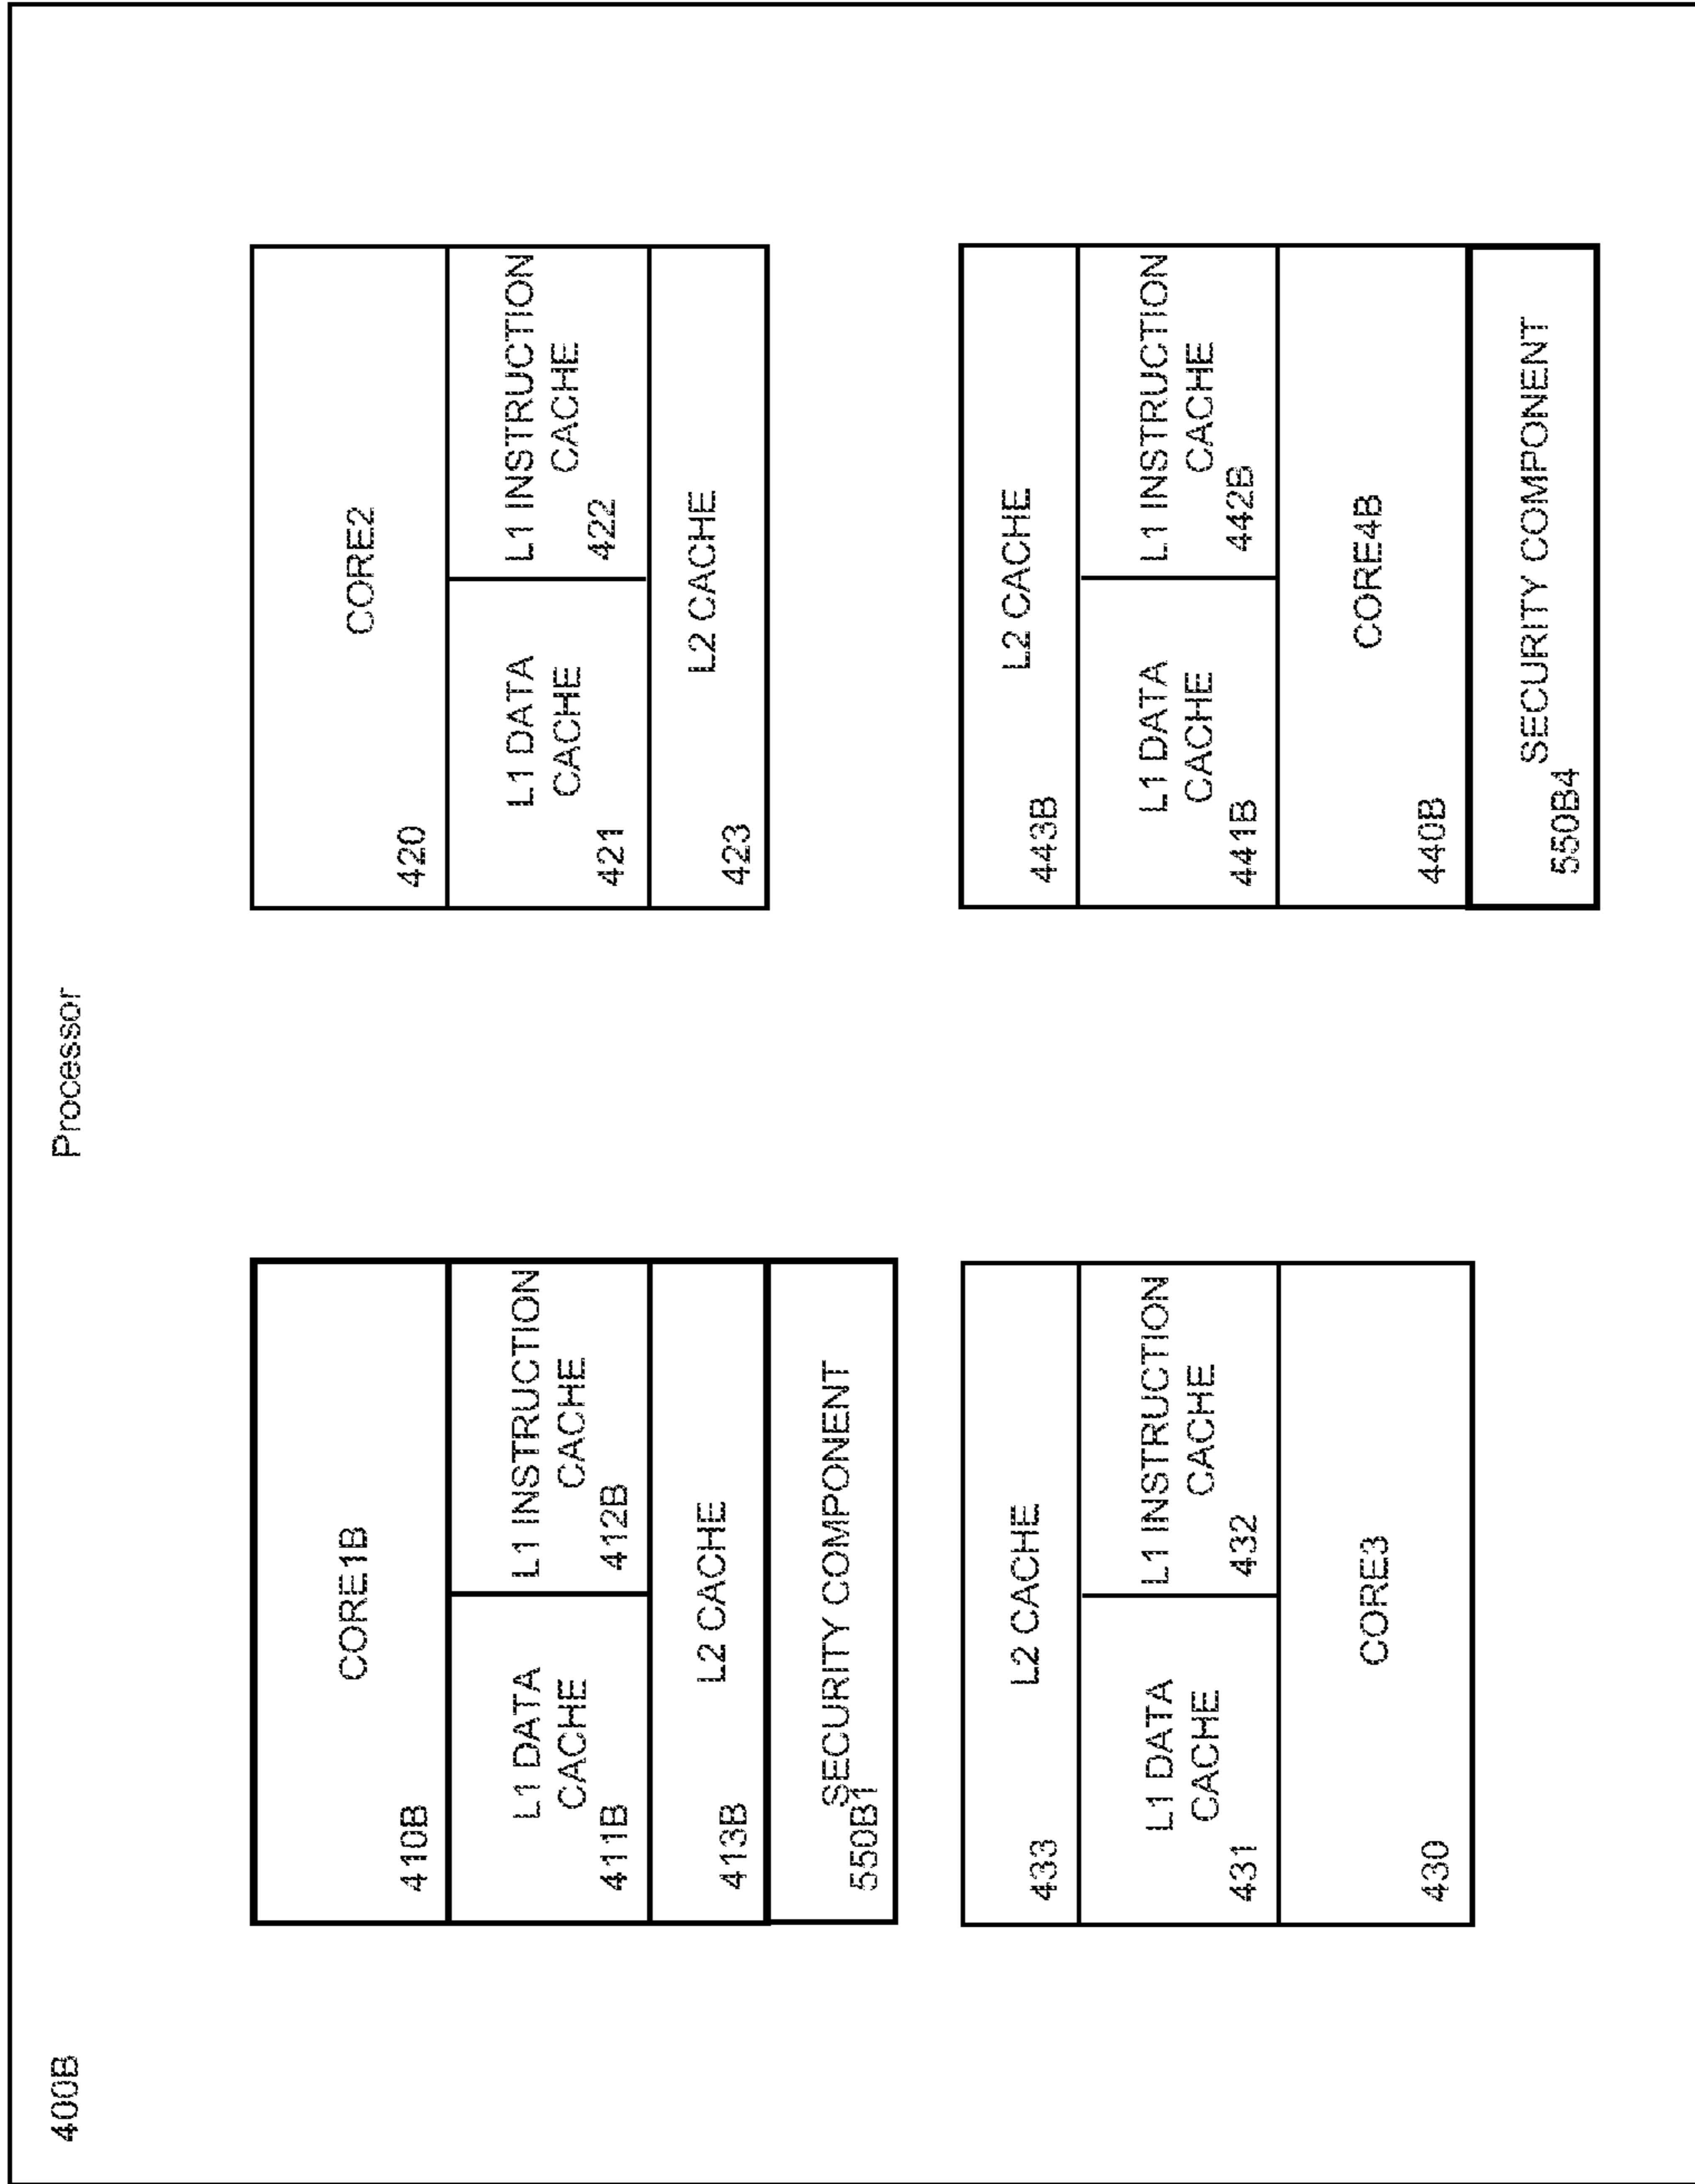 400B
Processor
CORE1B
410B
L1 DATA
CACHE
411B
L1 INSTRUCTION
CACHE
412B
L2 CACHE
413B
SECURITY COMPONENT
550B1
CORE2
420
L1 DATA
CACHE
421
L1 INSTRUCTION
CACHE
422
L2 CACHE
423
L2 CACHE
433
L1 DATA
CACHE
431
L1 INSTRUCTION
CACHE
432
CORE3
430
L2 CACHE
443B
L1 DATA
CACHE
441B
L1 INSTRUCTION
CACHE
442B
CORE4B
440B
SECURITY COMPONENT
550B4